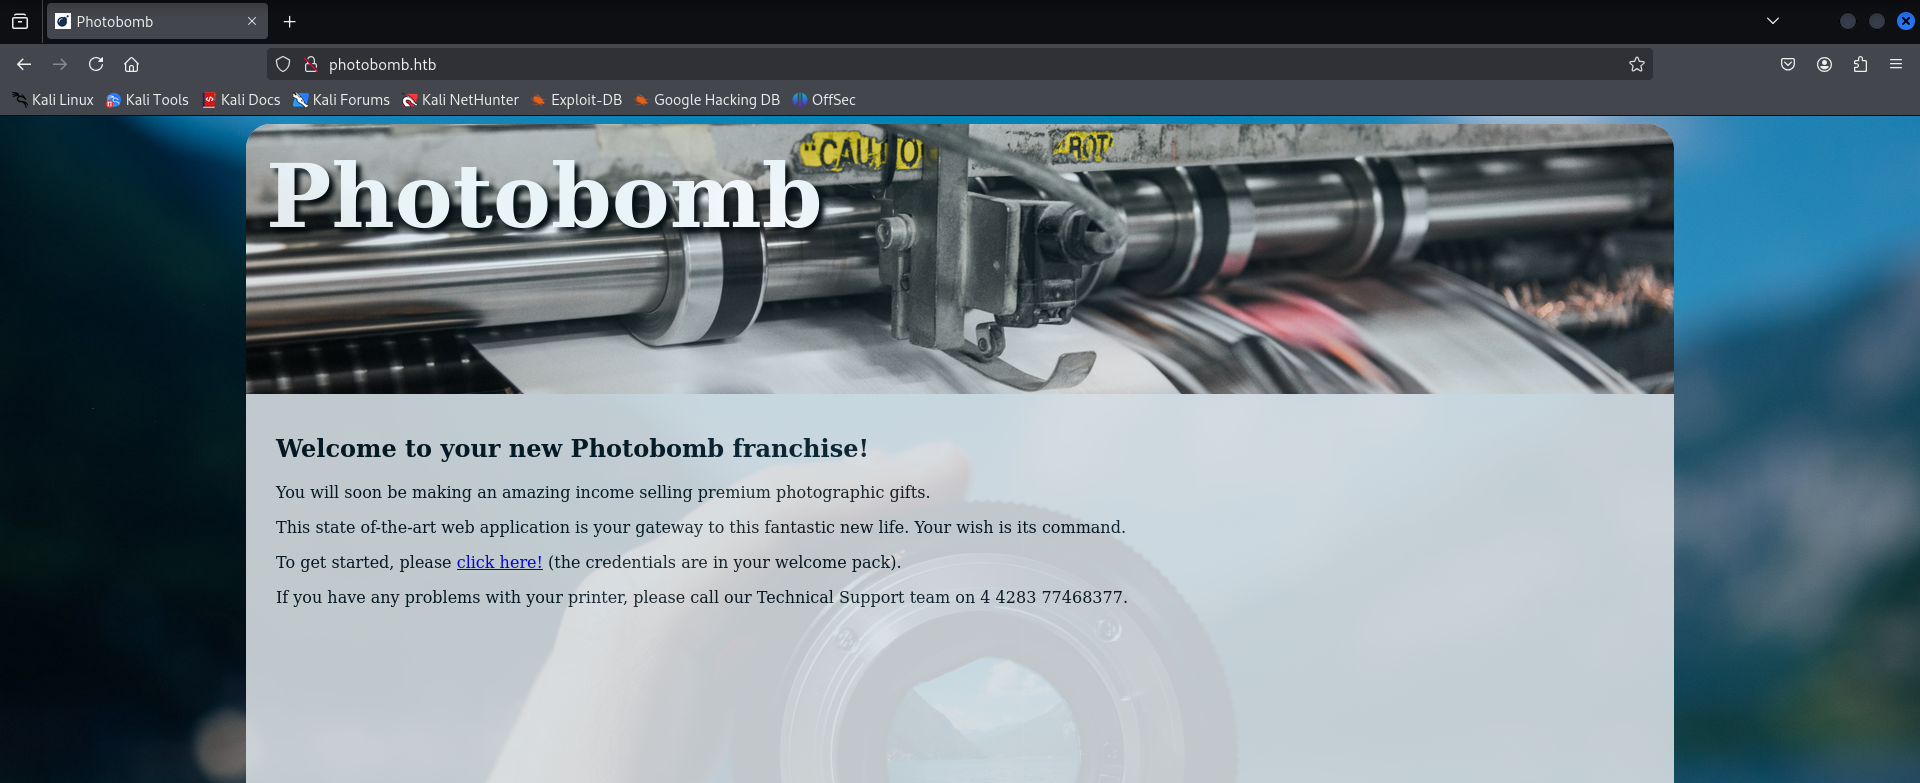 Photobomb
photobomb.htb
Kali Linux Kali Tools Kali Docs Kali Forums Kali NetHunter Exploit-DB Google Hacking DB OffSec
"CAUTIO
ROT
Photobomb
Welcome to your new Photobomb franchise!
You will soon be making an amazing income selling premium photographic gifts.
This state of-the-art web application is your gateway to this fantastic new life. Your wish is its command.
To get started, please click here! (the credentials are in your welcome pack).
If you have any problems with your printer, please call our Technical Support team on 4 4283 77468377.